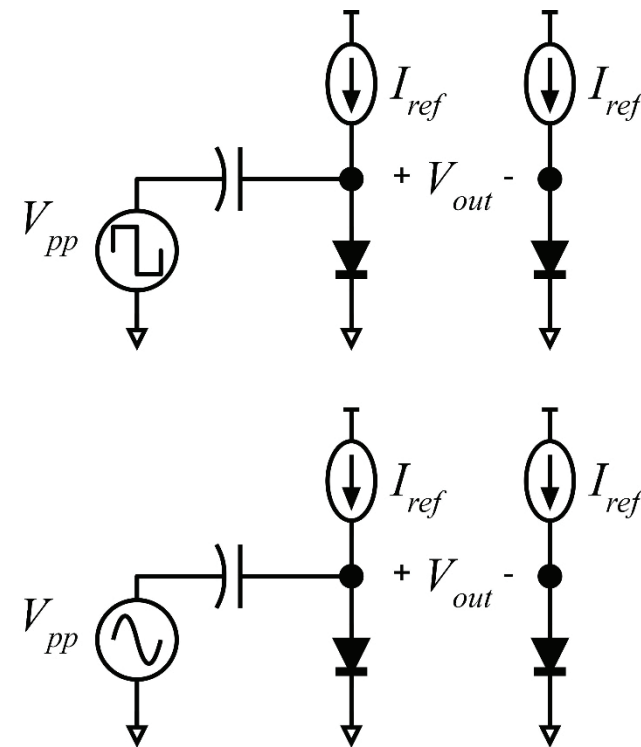 I_ref I_ref
+ V_out -
V_pp
I_ref I_ref
+ V_out -
V_pp